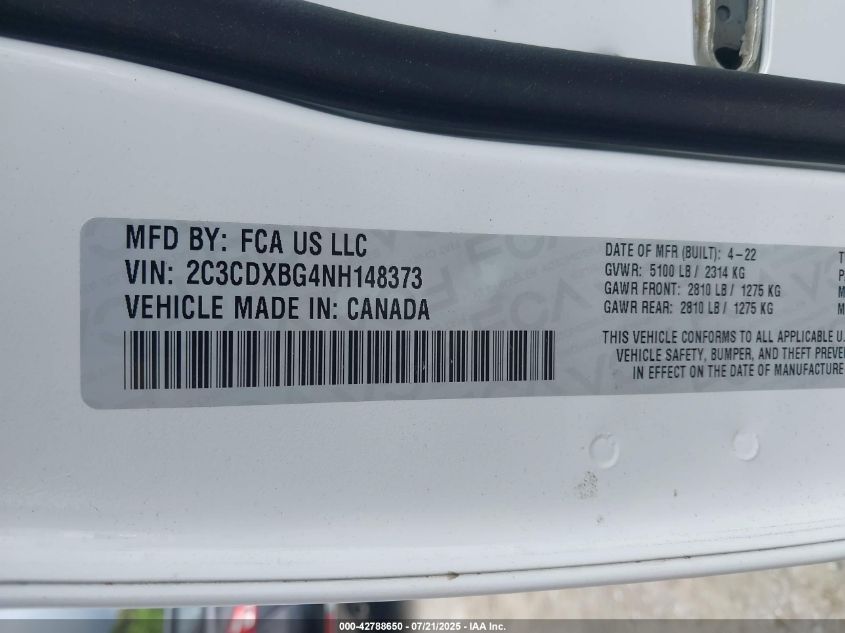 MFD BY: FCA US LLC
VIN: 2C3CDXBG4NH148373
VEHICLE MADE IN: CANADA
DATE OF MFR (BUILT): 4-22
GVWR: 5100 LB / 2314 KG
GAWR FRONT: 2810 LB / 1275 KG
GAWR REAR: 2810 LB / 1275 KG
THIS VEHICLE CONFORMS TO ALL APPLICABLE U.
VEHICLE SAFETY, BUMPER, AND THEFT PREVE
IN EFFECT ON THE DATE OF MANUFACTURE
000-42788650 - 07/21/2025 - IAA Inc.